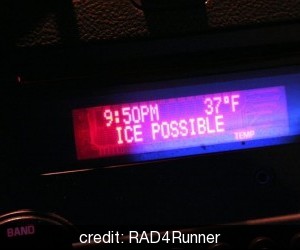 9:50PM 37°F
ICE POSSIBLE
TEMP
BAND
credit: RAD4Runner